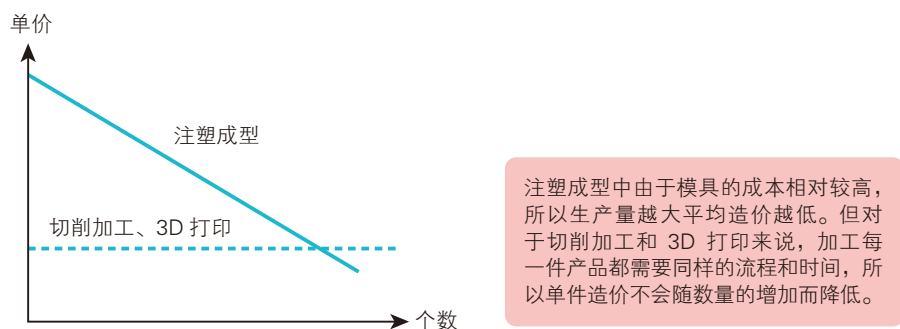 单价
注塑成型
切削加工、3D 打印
个数
注塑成型中由于模具的成本相对较高，
所以生产量越大平均造价越低。但对
于切削加工和 3D 打印来说，加工每
一件产品都需要同样的流程和时间，所
以单件造价不会随数量的增加而降低。